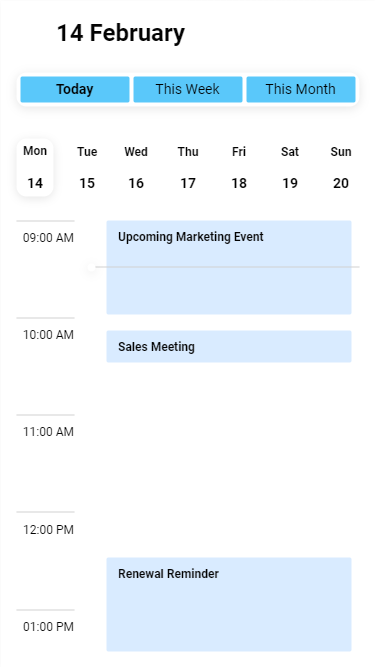 14 February
Today This Week This Month
Mon Tue Wed Thu Fri Sat Sun
14 15 16 17 18 19 20
09:00 AM Upcoming Marketing Event
10:00 AM
Sales Meeting
11:00 AM
12:00 PM
Renewal Reminder
01:00 PM